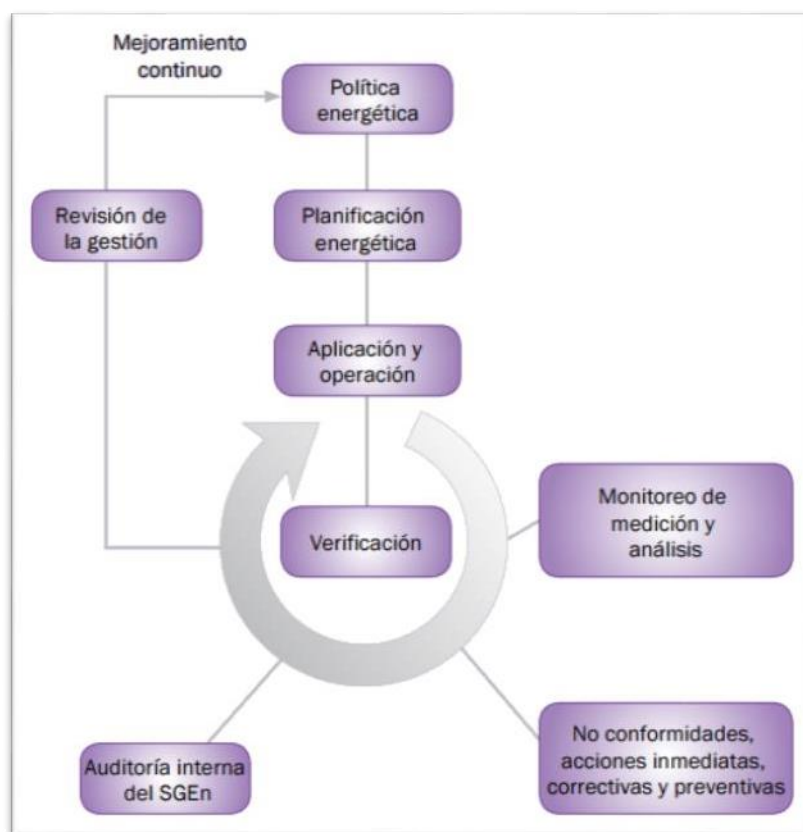 Mejoramiento
continuo
Política
energética
Revisión de
la gestión
Planificación
energética
Aplicación y
operación
Verificación
Monitoreo de
medición y
análisis
Auditoría interna
del SGEn
No conformidades,
acciones inmediatas,
correctivas y preventivas